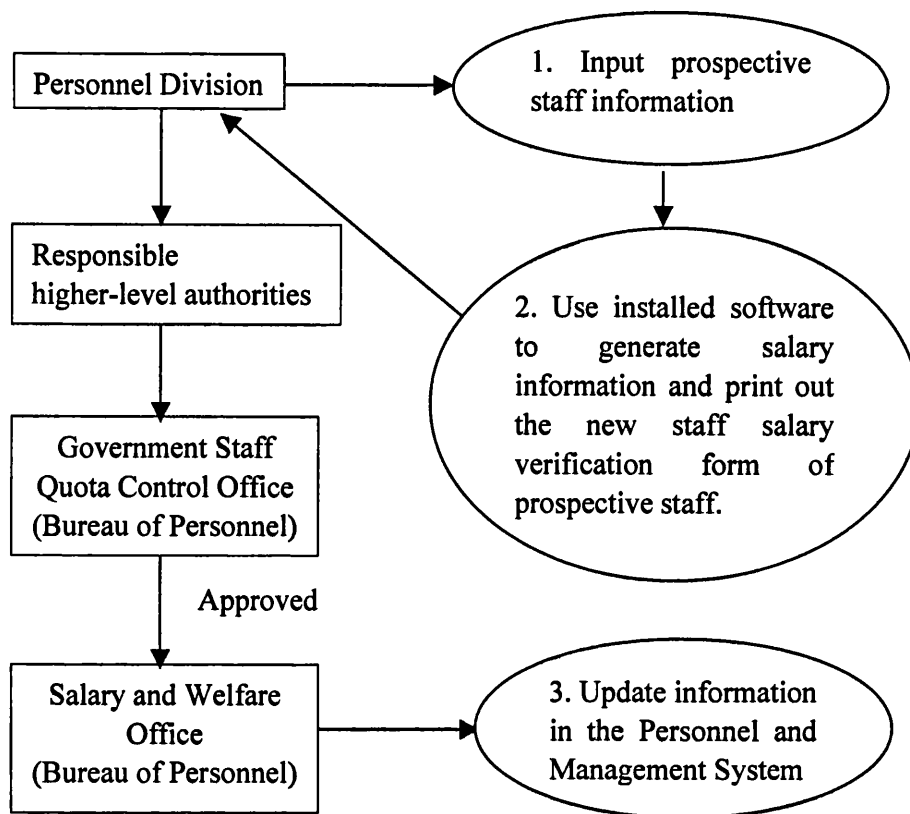 Personnel Division
1. Input prospective
staff information
Responsible
higher-level authorities
2. Use installed software
to generate salary
information and print out
the new staff salary
verification form of
prospective staff.
Government Staff
Quota Control Office
(Bureau of Personnel)
Approved
Salary and Welfare
Office
(Bureau of Personnel)
3. Update information
in the Personnel and
Management System